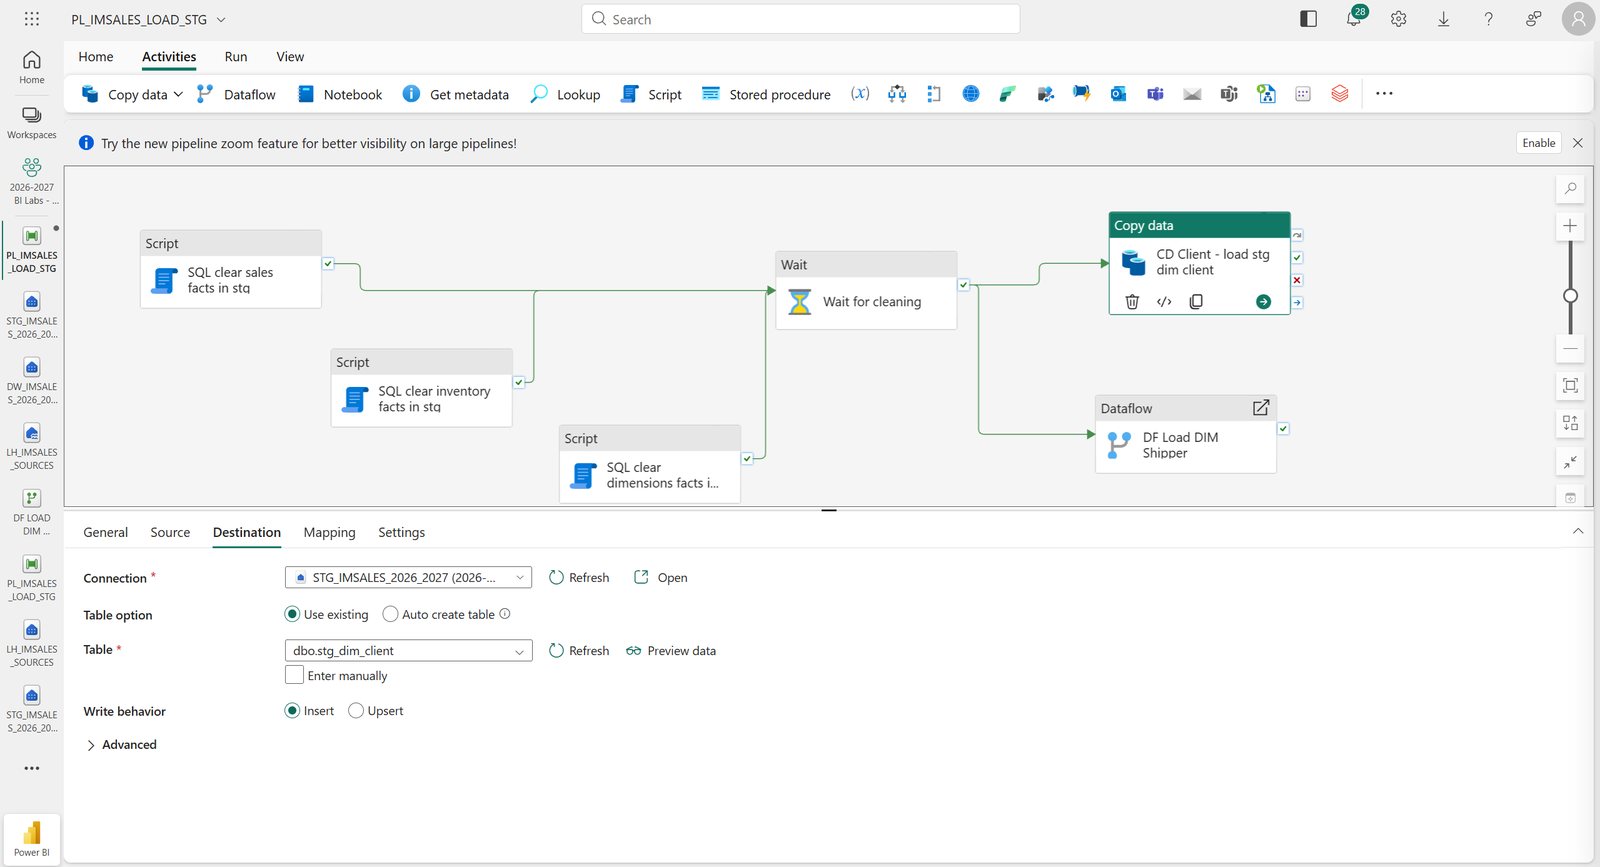 PL_IMSALES_LOAD_STG
Search
28
Home
Activities
Run
View
Copy data
Dataflow
Notebook
Get metadata
Lookup
Script
Stored procedure
(x)
Try the new pipeline zoom feature for better visibility on large pipelines!
Enable
Home
Workspaces
2026-2027
BI Labs - ...
PL_IMSALES
_LOAD_STG
STG_IMSALE
S_2026_20...
DW_IMSALE
S_2026_20...
LH_IMSALES
_SOURCES
DF LOAD
DIM ...
PL_IMSALES
_LOAD_STG
LH_IMSALES
_SOURCES
STG_IMSALE
S_2026_20...
Power BI
Script
SQL clear sales
facts in stg
Script
SQL clear inventory
facts in stg
Script
SQL clear
dimensions facts i...
Wait
Wait for cleaning
Copy data
CD Client - load stg
dim client
Dataflow
DF Load DIM
Shipper
General
Source
Destination
Mapping
Settings
Connection *
STG_IMSALES_2026_2027 (2026-...
Refresh
Open
Table option
Use existing
Auto create table
Table *
dbo.stg_dim_client
Refresh
Preview data
Enter manually
Write behavior
Insert
Upsert
Advanced